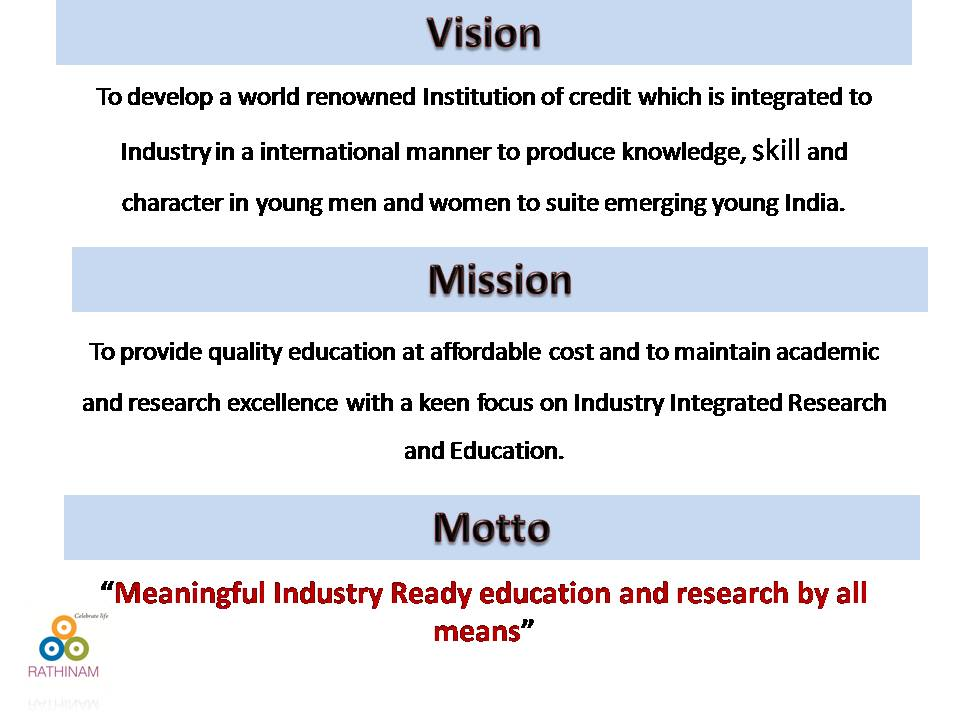 Vision
To develop a world renowned Institution of credit which is integrated to
Industry in a international manner to produce knowledge, skill and
character in young men and women to suite emerging young India.
Mission
To provide quality education at affordable cost and to maintain academic
and research excellence with a keen focus on Industry Integrated Research
and Education.
Motto
“Meaningful Industry Ready education and research by all
means”
Celebrate life
RATHINAM